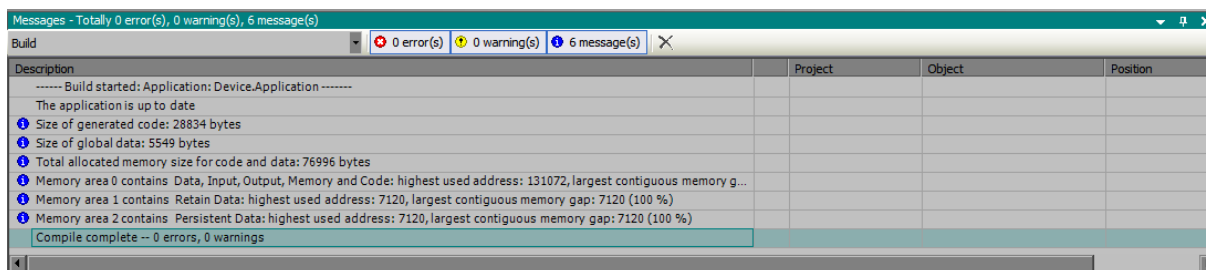 Messages - Totally 0 error(s), 0 warning(s), 6 message(s)
Build 0 error(s) 0 warning(s) 6 message(s)
Description Project Object Position
------ Build started: Application: Device.Application -------
The application is up to date
Size of generated code: 28834 bytes
Size of global data: 5549 bytes
Total allocated memory size for code and data: 76996 bytes
Memory area 0 contains Data, Input, Output, Memory and Code: highest used address: 131072, largest contiguous memory g...
Memory area 1 contains Retain Data: highest used address: 7120, largest contiguous memory gap: 7120 (100 %)
Memory area 2 contains Persistent Data: highest used address: 7120, largest contiguous memory gap: 7120 (100 %)
Compile complete -- 0 errors, 0 warnings